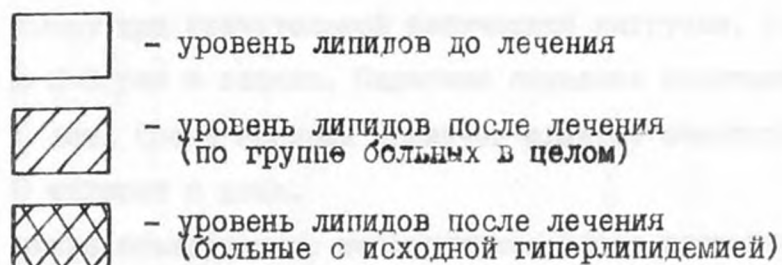 – уровень липидов до лечения
– уровень липидов после лечения
(по группе больных в целом)
– уровень липидов после лечения
(больные с исходной гиперлипидемией)